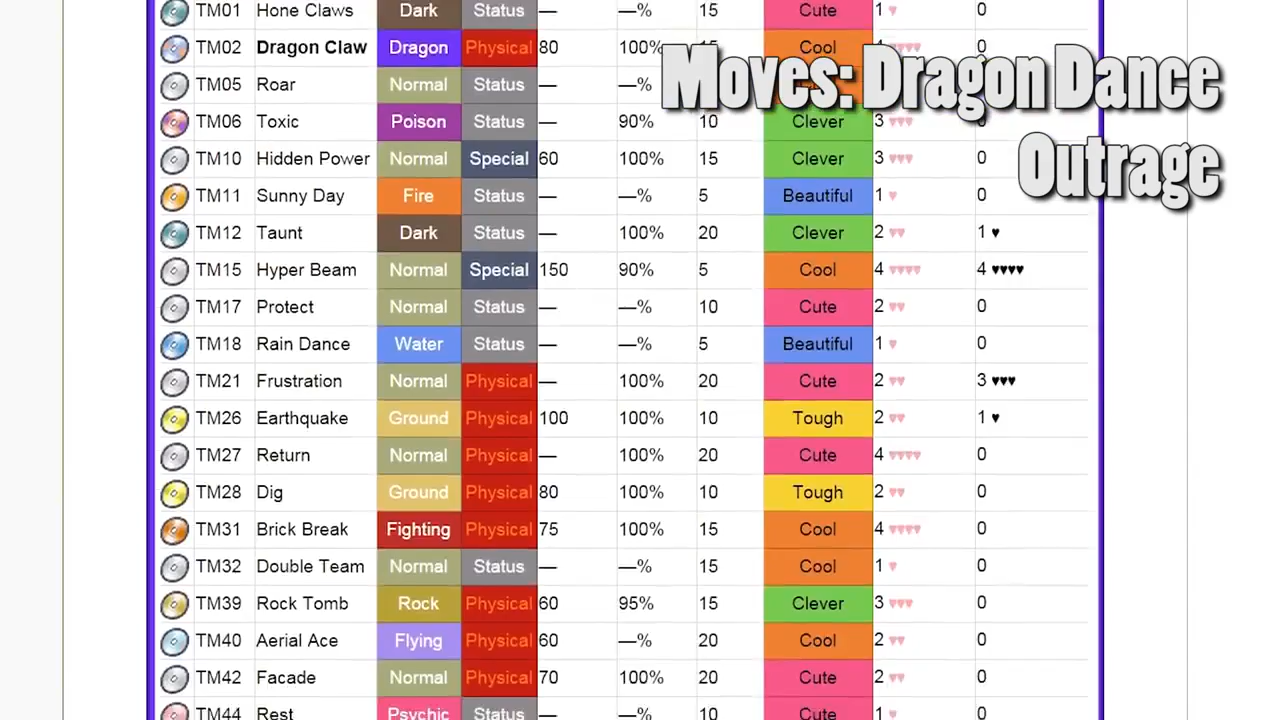 TM01 Hone Claws Dark Status — —% 15 Cute 1 ♥ 0
TM02 Dragon Claw Dragon Physical 80 100% Cool ♥♥♥♥ 0
Moves: Dragon Dance
TM05 Roar Normal Status — —%
TM06 Toxic Poison Status — 90% 10 Clever 3 ♥♥♥
TM10 Hidden Power Normal Special 60 100% 15 Clever 3 ♥♥♥ 0
Outrage
TM11 Sunny Day Fire Status — —% 5 Beautiful 1 ♥ 0
TM12 Taunt Dark Status — 100% 20 Clever 2 ♥♥ 1 ♥
TM15 Hyper Beam Normal Special 150 90% 5 Cool 4 ♥♥♥♥ 4 ♥♥♥♥
TM17 Protect Normal Status — —% 10 Cute 2 ♥♥ 0
TM18 Rain Dance Water Status — —% 5 Beautiful 1 ♥ 0
TM21 Frustration Normal Physical — 100% 20 Cute 2 ♥♥ 3 ♥♥♥
TM26 Earthquake Ground Physical 100 100% 10 Tough 2 ♥♥ 1 ♥
TM27 Return Normal Physical — 100% 20 Cute 4 ♥♥♥♥ 0
TM28 Dig Ground Physical 80 100% 10 Tough 2 ♥♥ 0
TM31 Brick Break Fighting Physical 75 100% 15 Cool 4 ♥♥♥♥ 0
TM32 Double Team Normal Status — —% 15 Cool 1 ♥ 0
TM39 Rock Tomb Rock Physical 60 95% 15 Clever 3 ♥♥♥ 0
TM40 Aerial Ace Flying Physical 60 —% 20 Cool 2 ♥♥ 0
TM42 Facade Normal Physical 70 100% 20 Cute 2 ♥♥ 0
TM44 Rest Psychic Status — —% 10 Cute 1 ♥ 0